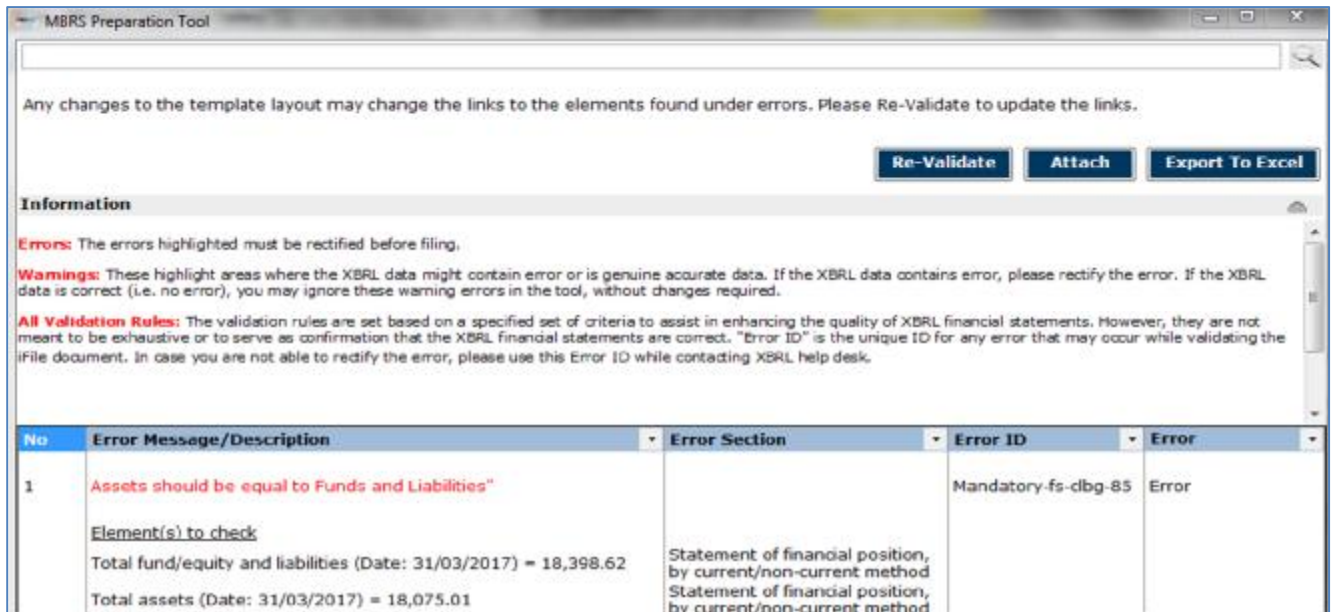 MBRS Preparation Tool
Any changes to the template layout may change the links to the elements found under errors. Please Re-Validate to update the links.
Re-Validate Attach Export To Excel
Information
Errors: The errors highlighted must be rectified before filing.
Warnings: These highlight areas where the XBRL data might contain error or is genuine accurate data. If the XBRL data contains error, please rectify the error. If the XBRL
data is correct (i.e. no error), you may ignore these warning errors in the tool, without changes required.
All Validation Rules: The validation rules are set based on a specified set of criteria to assist in enhancing the quality of XBRL financial statements. However, they are not
meant to be exhaustive or to serve as confirmation that the XBRL financial statements are correct. "Error ID" is the unique ID for any error that may occur while validating the
iFile document. In case you are not able to rectify the error, please use this Error ID while contacting XBRL help desk.
No Error Message/Description Error Section Error ID Error
1 Assets should be equal to Funds and Liabilities" Mandatory-fs-clbg-85 Error
Element(s) to check
Total fund/equity and liabilities (Date: 31/03/2017) = 18,398.62 Statement of financial position,
by current/non-current method
Total assets (Date: 31/03/2017) = 18,075.01 Statement of financial position,
by current/non-current method